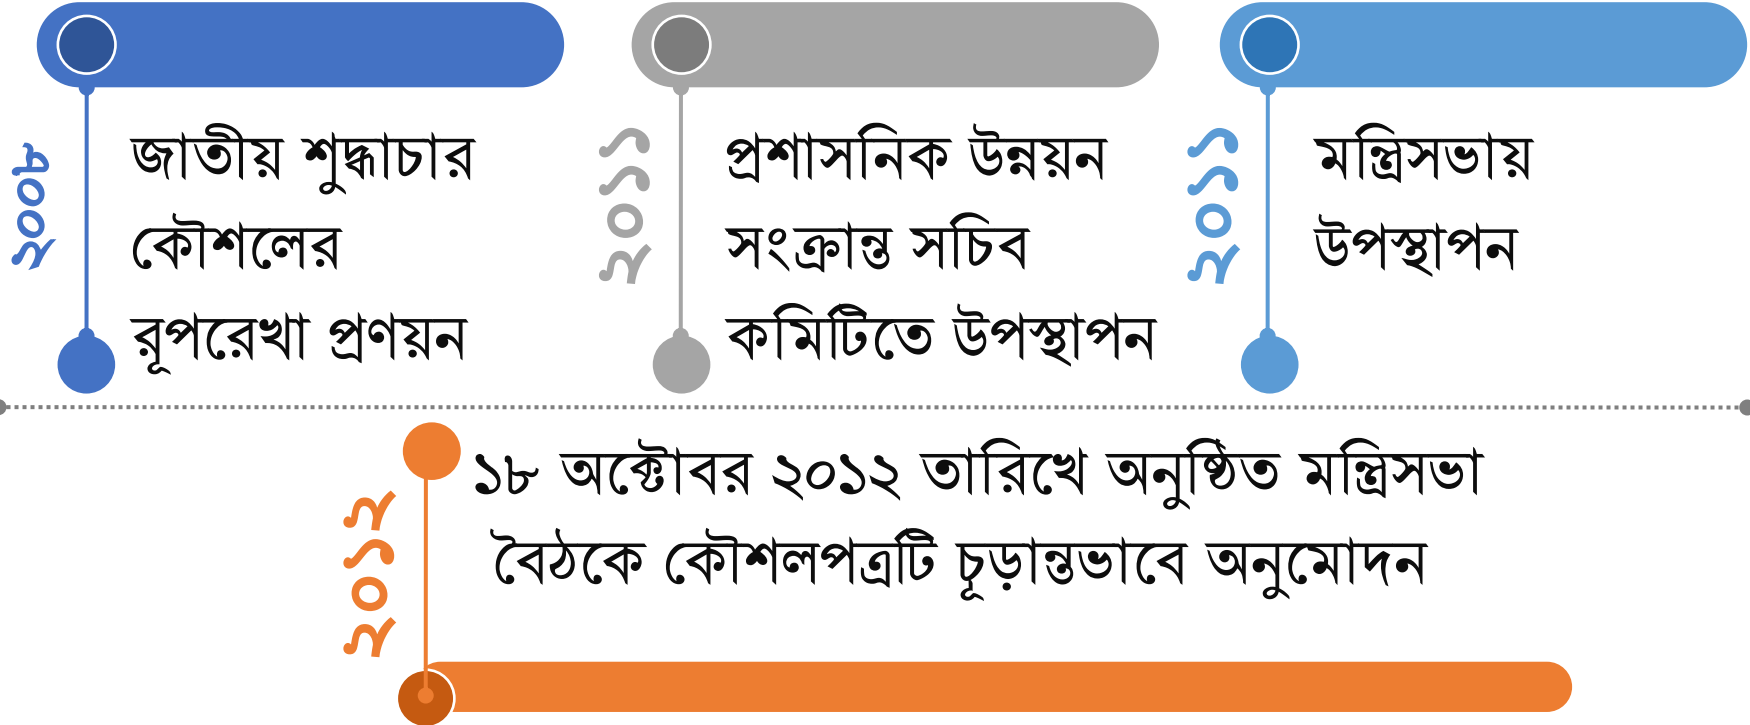 ২০০৮
জাতীয় শুদ্ধাচার
কৌশলের
রূপরেখা প্রণয়ন
২০১১
প্রশাসনিক উন্নয়ন
সংক্রান্ত সচিব
কমিটিতে উপস্থাপন
২০১১
মন্ত্রিসভায়
উপস্থাপন
২০১২
১৮ অক্টোবর ২০১২ তারিখে অনুষ্ঠিত মন্ত্রিসভা
বৈঠকে কৌশলপত্রটি চূড়ান্তভাবে অনুমোদন